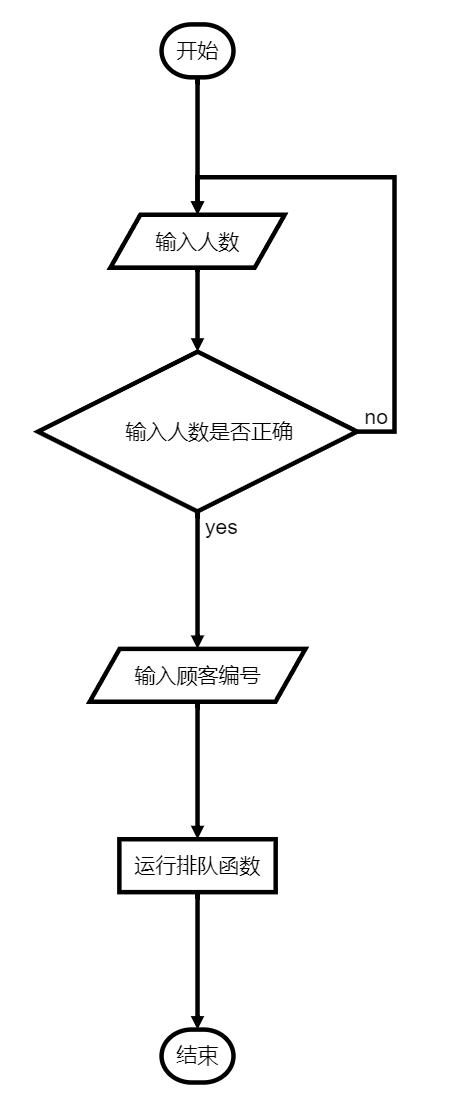 开始
输入人数
输入人数是否正确
no
yes
输入顾客编号
运行排队函数
结束